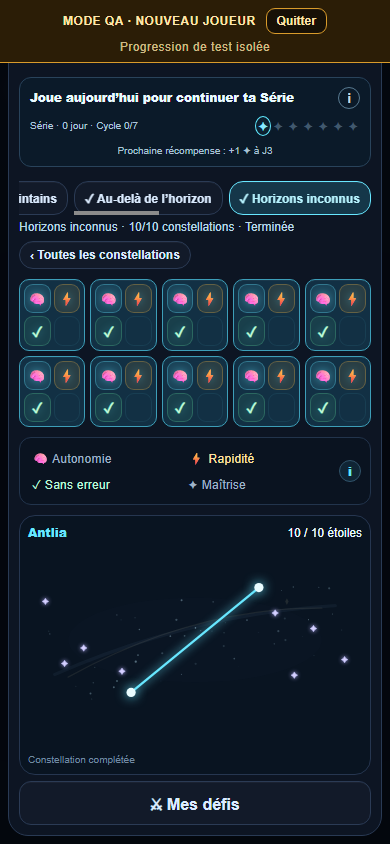 MODE QA · NOUVEAU JOUEUR Quitter
Progression de test isolée
Joue aujourd’hui pour continuer ta Série i
Série · 0 jour · Cycle 0/7
Prochaine récompense : +1 ✦ à J3
intains ✓ Au-delà de l’horizon ✓ Horizons inconnus
Horizons inconnus · 10/10 constellations · Terminée
‹ Toutes les constellations
🧠 Autonomie ⚡ Rapidité i
✓ Sans erreur ✦ Maîtrise
Antlia 10 / 10 étoiles
Constellation complétée
⚔ Mes défis